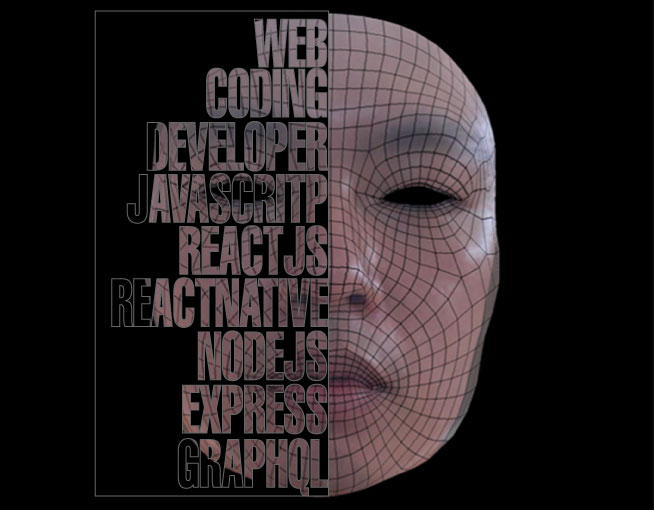 WEB
CODING
DEVELOPER
JAVASCRITP
REACTJS
REACTNATIVE
NODEJS
EXPRESS
GRAPHQL